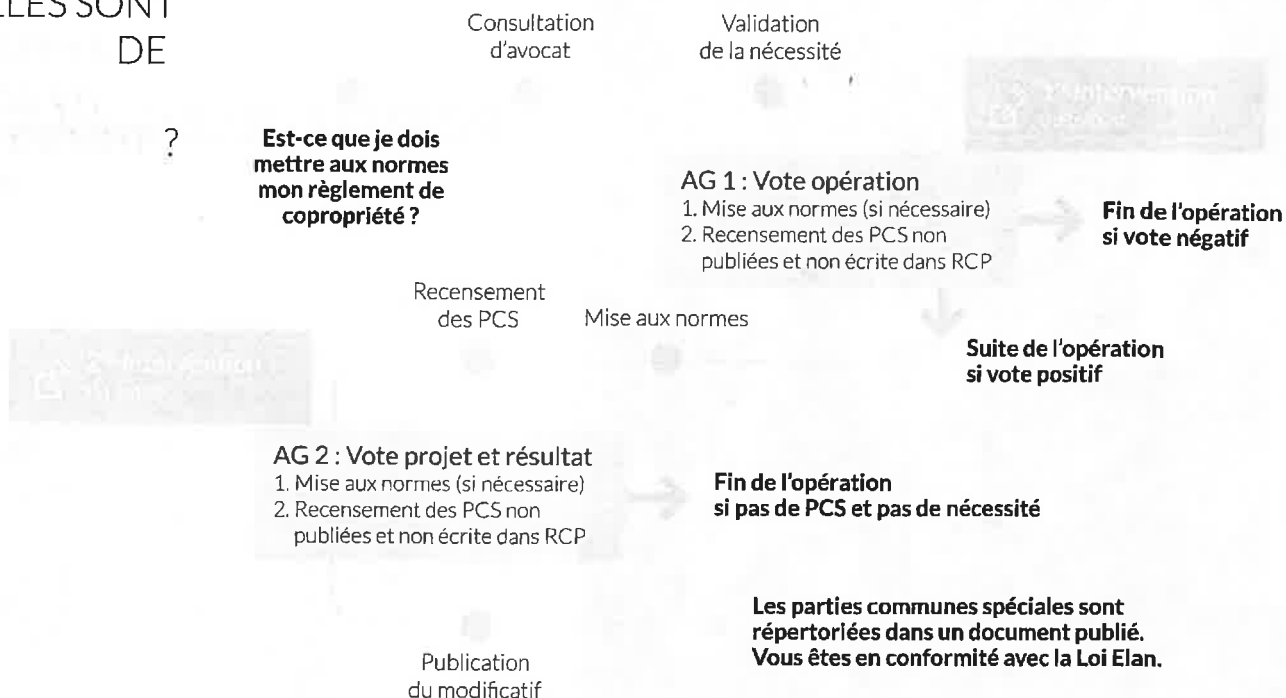 ELLES SONT
DE
?
Consultation
d'avocat
Validation
de la nécessité
Est-ce que je dois
mettre aux normes
mon règlement de
copropriété ?
1
AG 1 : Vote opération
1. Mise aux normes (si nécessaire)
2. Recensement des PCS non
publiées et non écrite dans RCP
Fin de l'opération
si vote négatif
Suite de l'opération
si vote positif
Recensement
des PCS
Mise aux normes
2
AG 2 : Vote projet et résultat
1. Mise aux normes (si nécessaire)
2. Recensement des PCS non
publiées et non écrite dans RCP
Fin de l'opération
si pas de PCS et pas de nécessité
Les parties communes spéciales sont
répertoriées dans un document publié.
Vous êtes en conformité avec la Loi Elan.
Publication
du modificatif